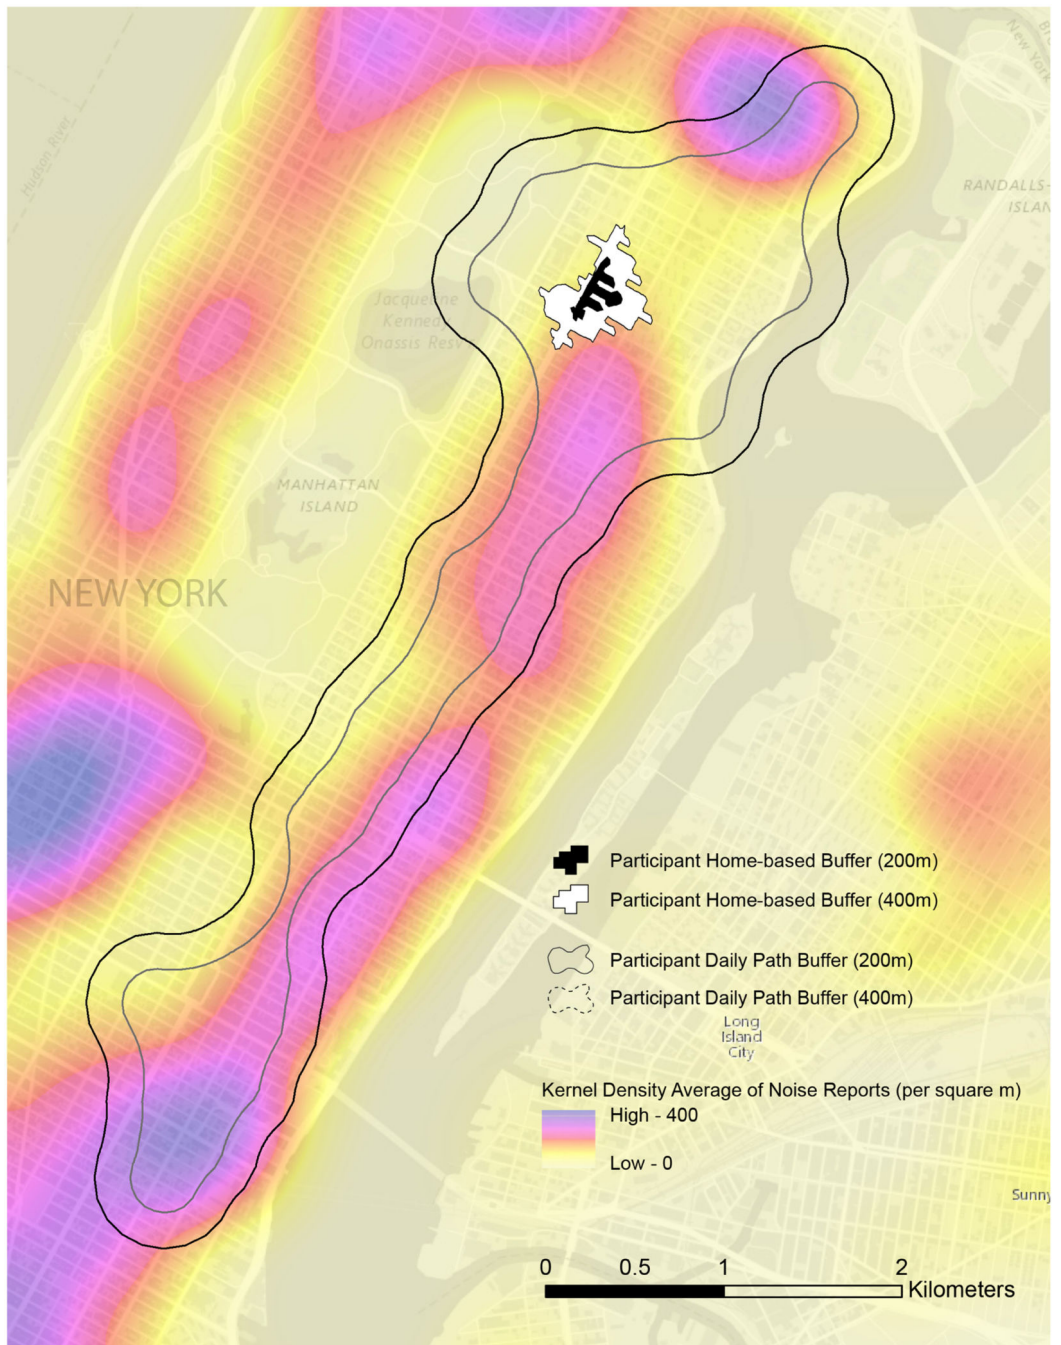 New York
Hudson River
RANDALLS-
ISLAN
Jacqueline
Kennedy
Onassis Resv
MANHATTAN
ISLAND
NEW YORK
Participant Home-based Buffer (200m)
Participant Home-based Buffer (400m)
Participant Daily Path Buffer (200m)
Participant Daily Path Buffer (400m)
Long
Island
City
Kernel Density Average of Noise Reports (per square m)
High - 400
Low - 0
Sunny
0 0.5 1 2
Kilometers